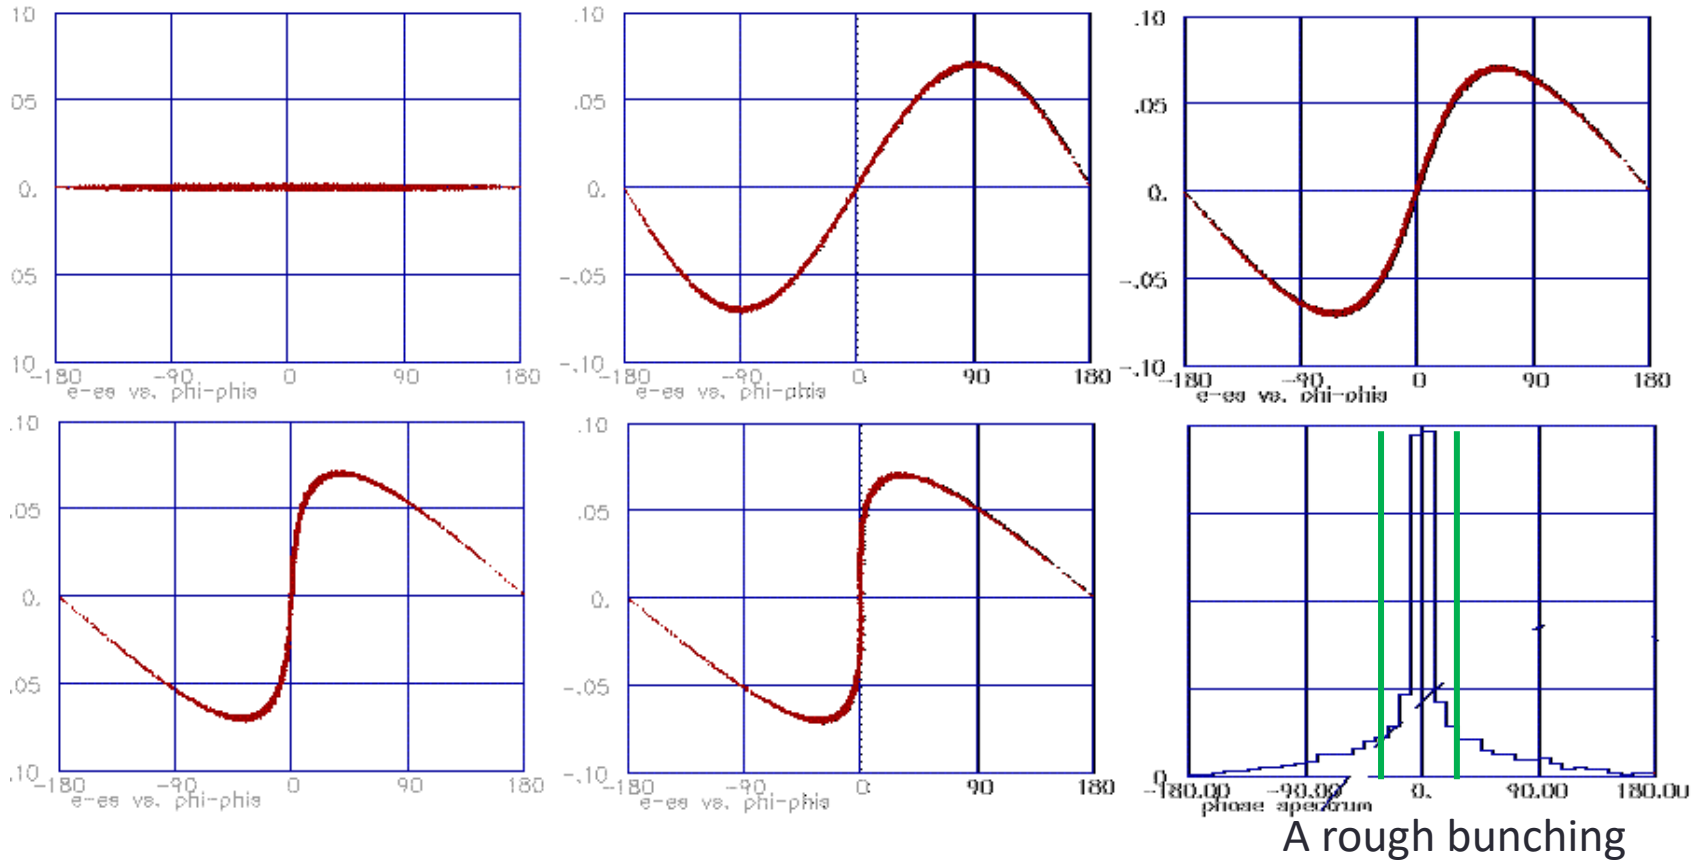 .10 .10 .10
.05 .05 .05
0. 0. 0.
.05 -.05 -.05
.10 -.10 -.10
-180 -90 0 90 180 -180 -90 0 90 180 -180 -90 0 90 180
e-es vs. phi-phis e-es vs. phi-phis e-es vs. phi-phis
.10 .10
.05 .05
0. 0.
.05 -.05
.10 -.10 0.
-180 -90 0 90 180 -180 -90 0 90 180 -180.00 -90.00 0. 90.00 180.00
e-es vs. phi-phis e-es vs. phi-phis phase spectrum
A rough bunching